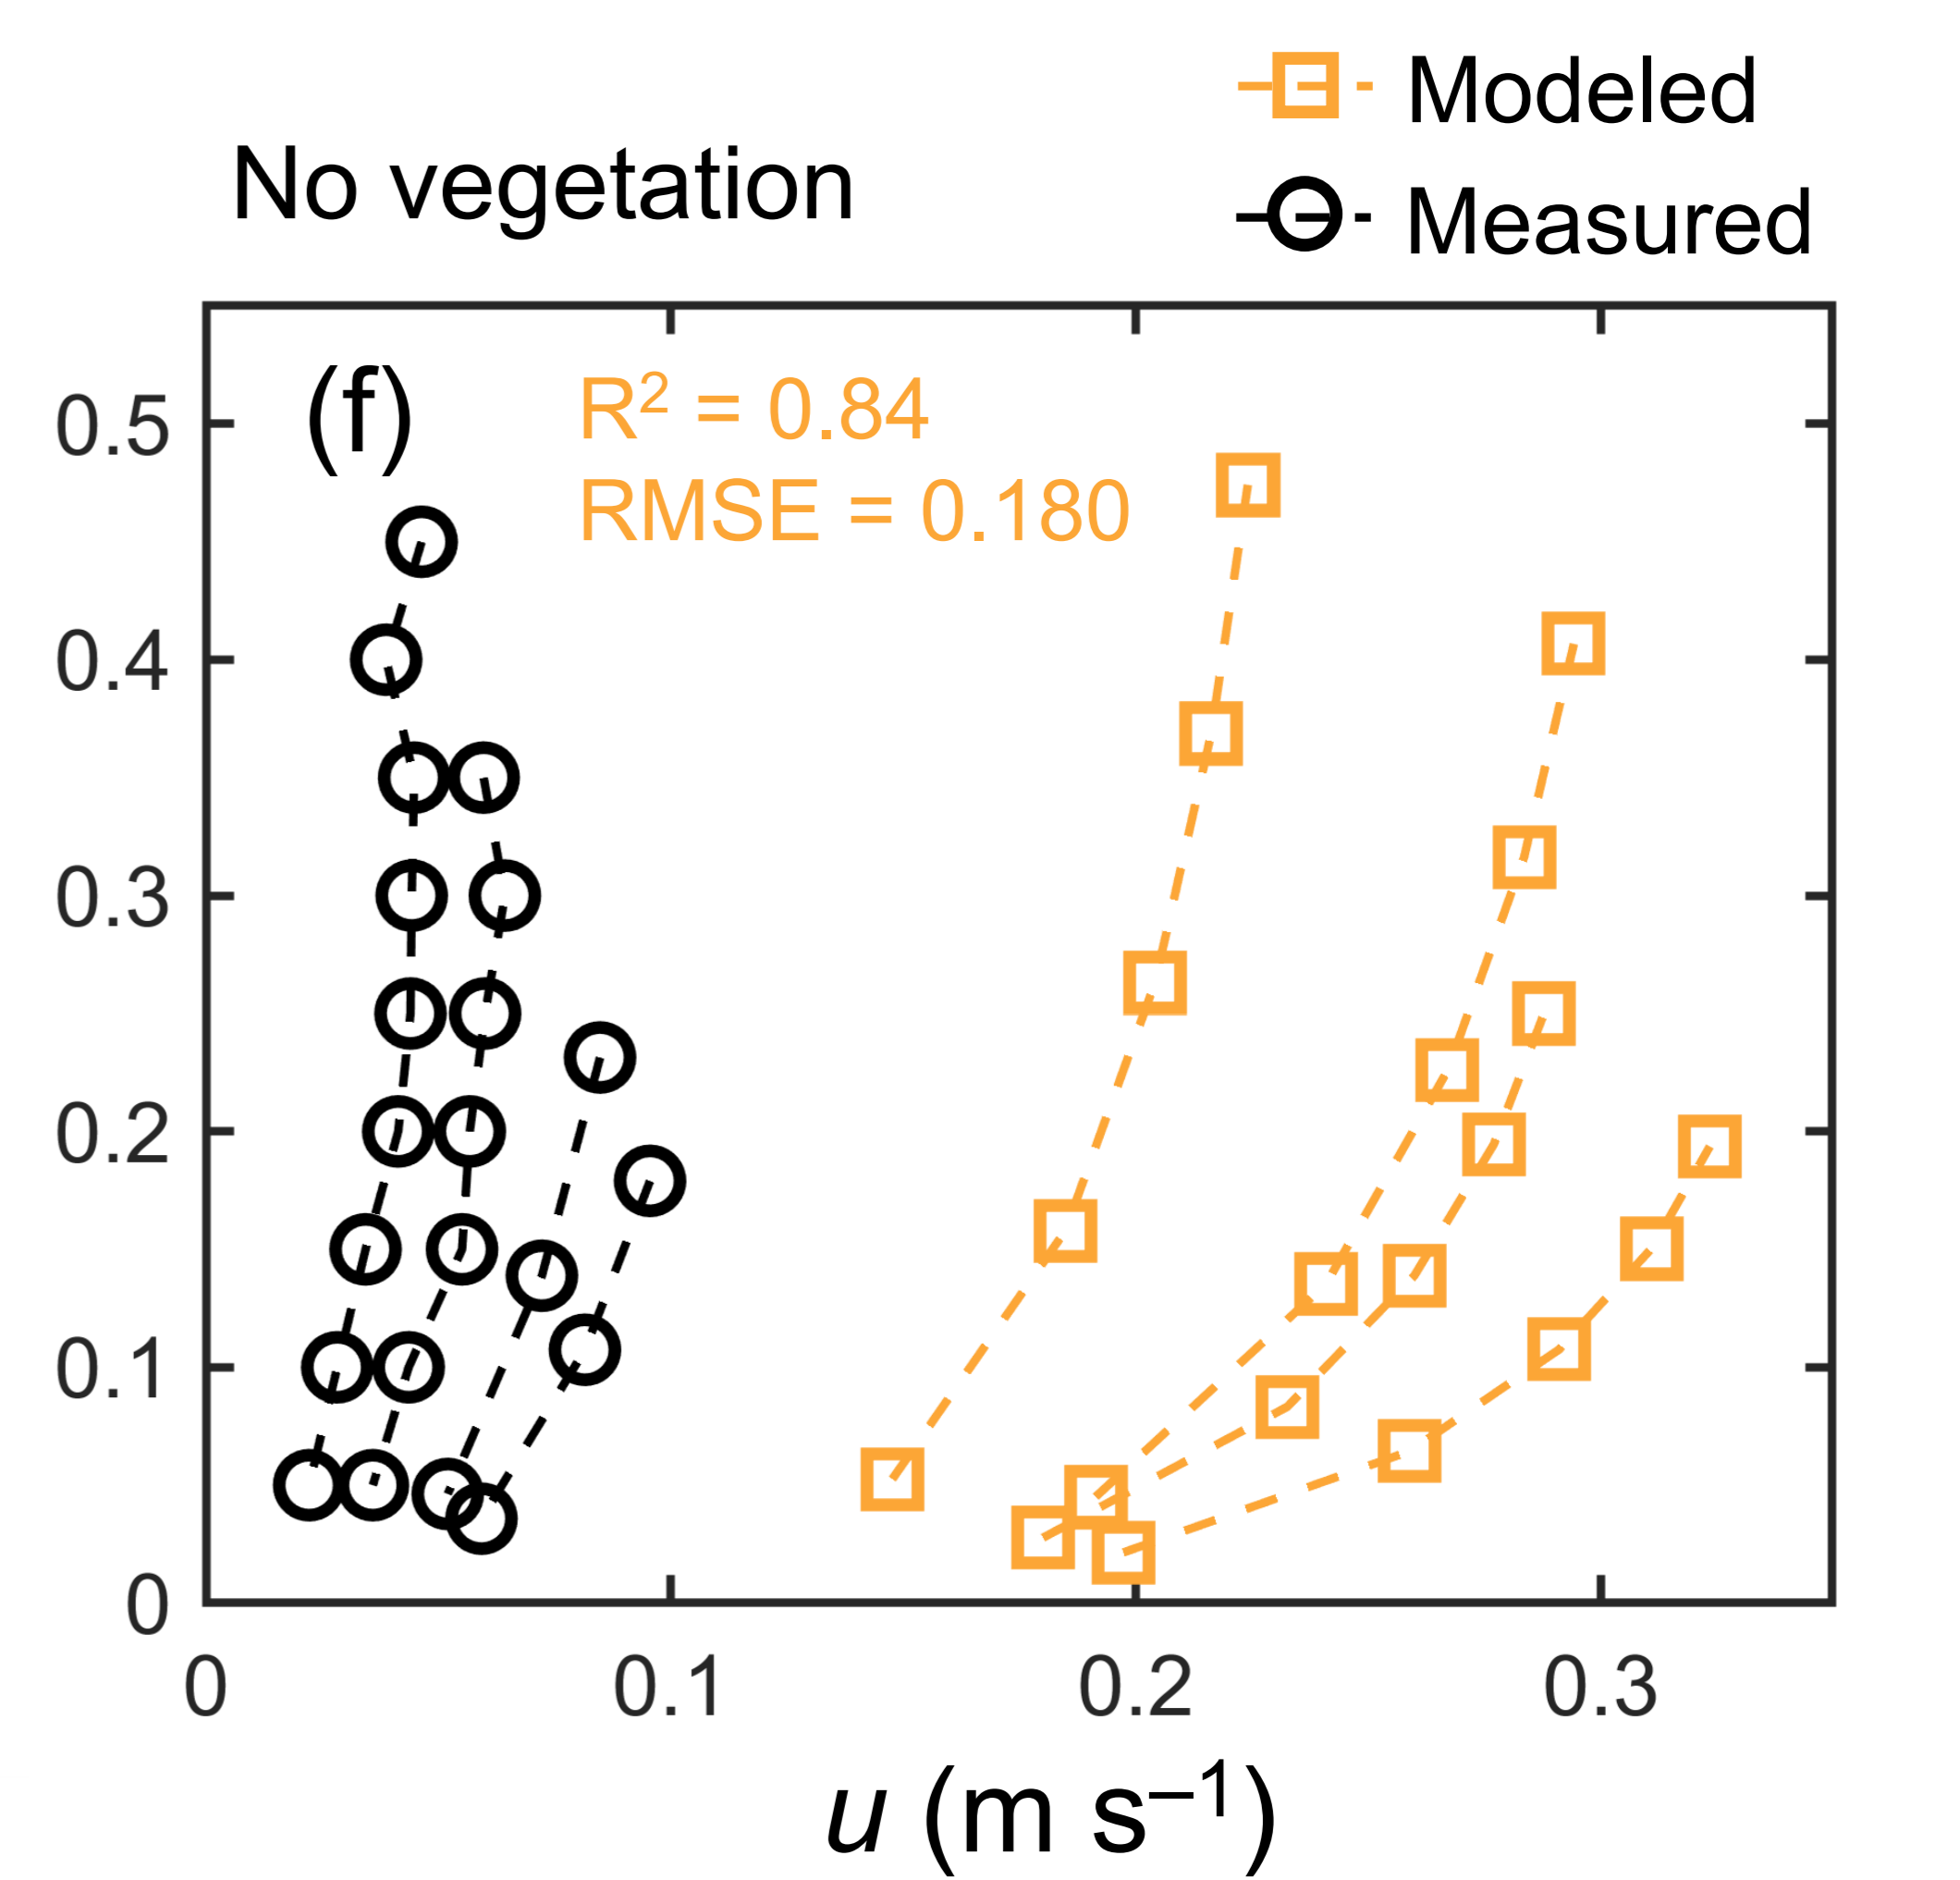 Modeled
No vegetation
Measured
(f)
R² = 0.84
RMSE = 0.180
0.5
0.4
0.3
0.2
0.1
0
0 0.1 0.2 0.3
u (m s⁻¹)